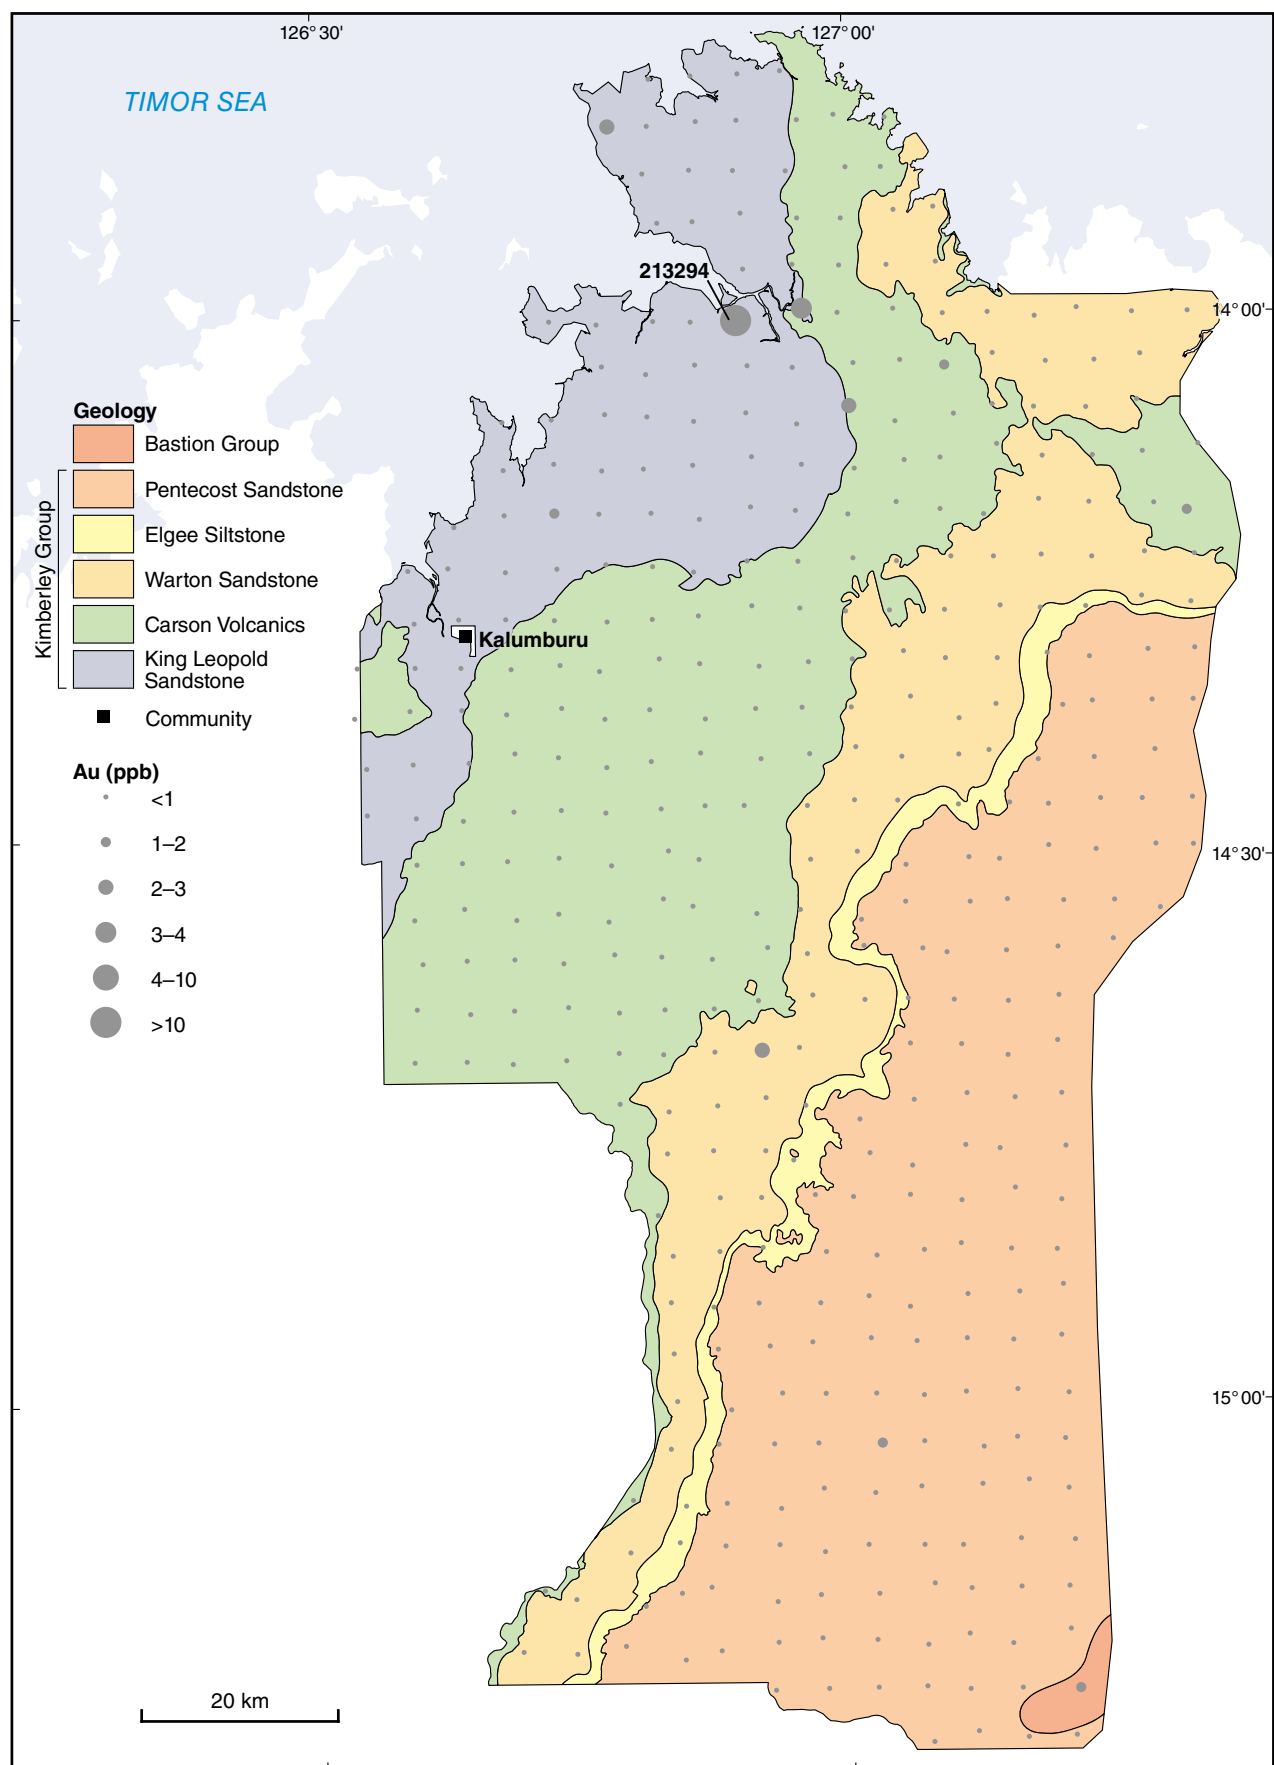 126°30'
127°00'
TIMOR SEA
213294
14°00'
Geology
Bastion Group
Pentecost Sandstone
Elgee Siltstone
Warton Sandstone
Carson Volcanics
King Leopold
Sandstone
Kimberley Group
Community
Kalumburu
Au (ppb)
<1
1–2
2–3
3–4
4–10
>10
14°30'
15°00'
20 km